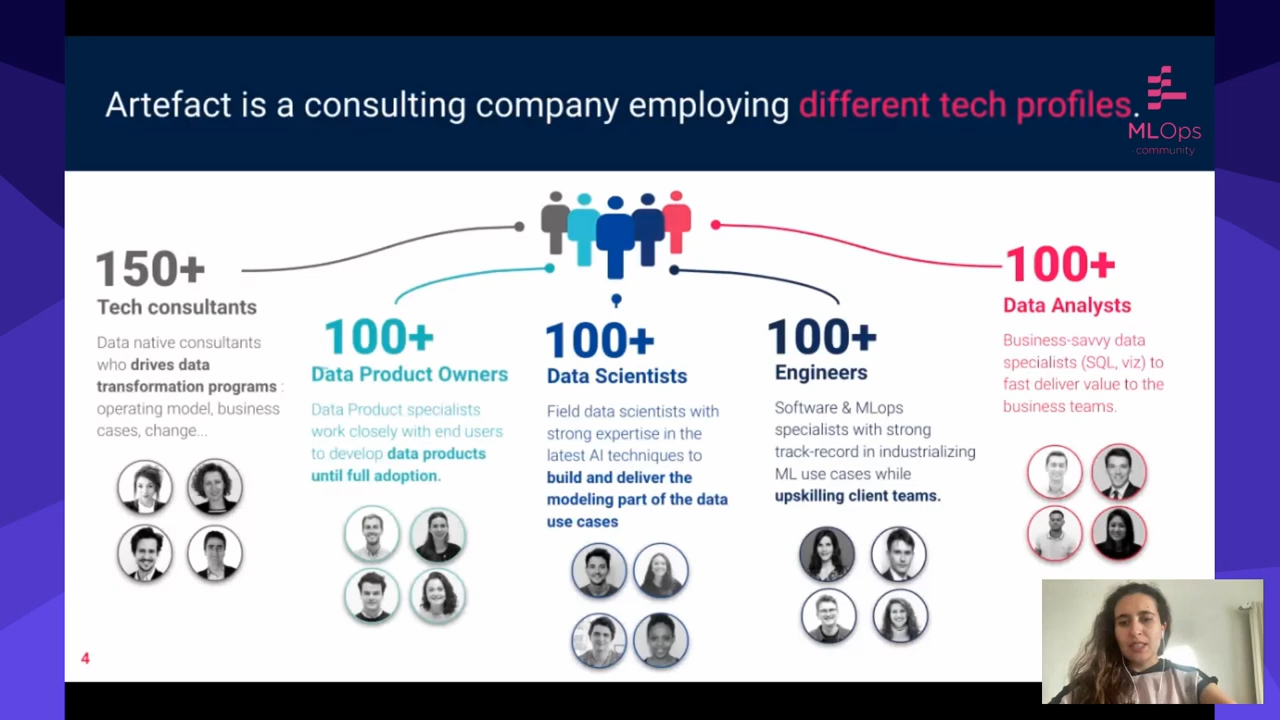 Artefact is a consulting company employing different tech profiles.
MLOps
community
150+
Tech consultants
Data native consultants
who drives data
transformation programs :
operating model, business
cases, change...
100+
Data Product Owners
Data Product specialists
work closely with end users
to develop data products
until full adoption.
100+
Data Scientists
Field data scientists with
strong expertise in the
latest AI techniques to
build and deliver the
modeling part of the data
use cases
100+
Engineers
Software & MLops
specialists with strong
track-record in industrializing
ML use cases while
upskilling client teams.
100+
Data Analysts
Business-savvy data
specialists (SQL, viz) to
fast deliver value to the
business teams.
4